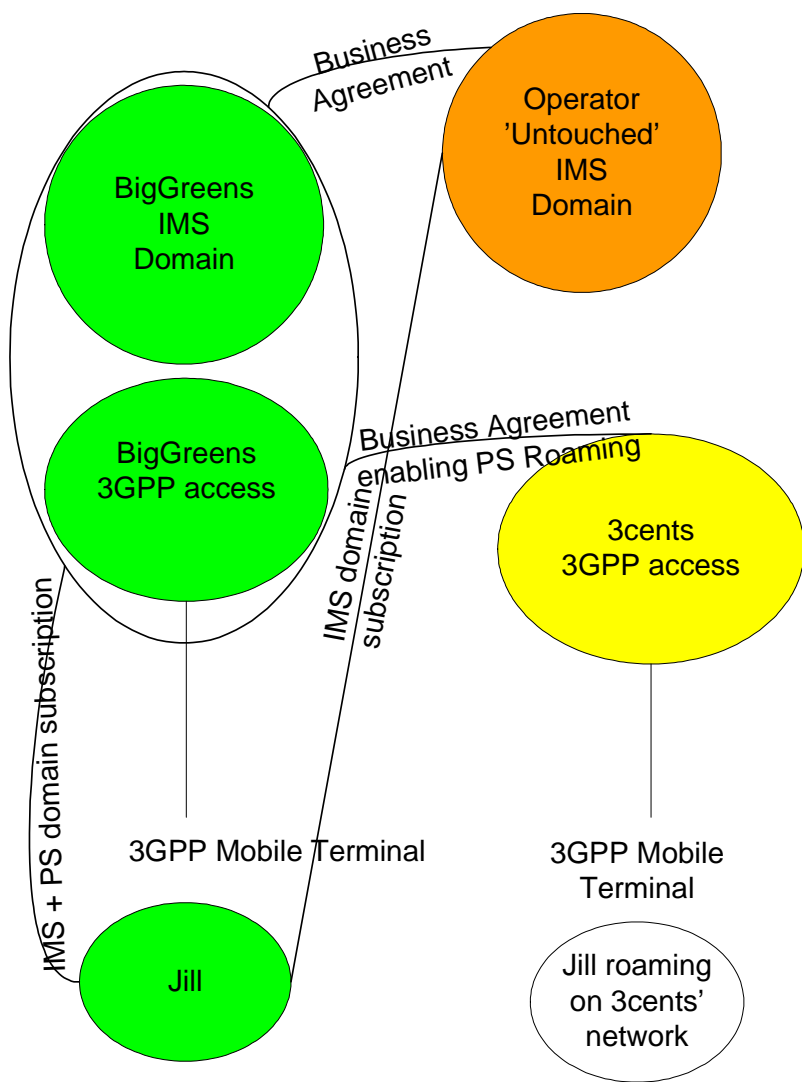 Business
Agreement
Operator
’Untouched’
IMS
Domain
BigGreens
IMS
Domain
Business Agreement
enabling PS Roaming
BigGreens
3GPP access
IMS domain
subscription
3cents
3GPP access
IMS + PS domain subscription
3GPP Mobile Terminal
3GPP Mobile
Terminal
Jill
Jill roaming
on 3cents’
network